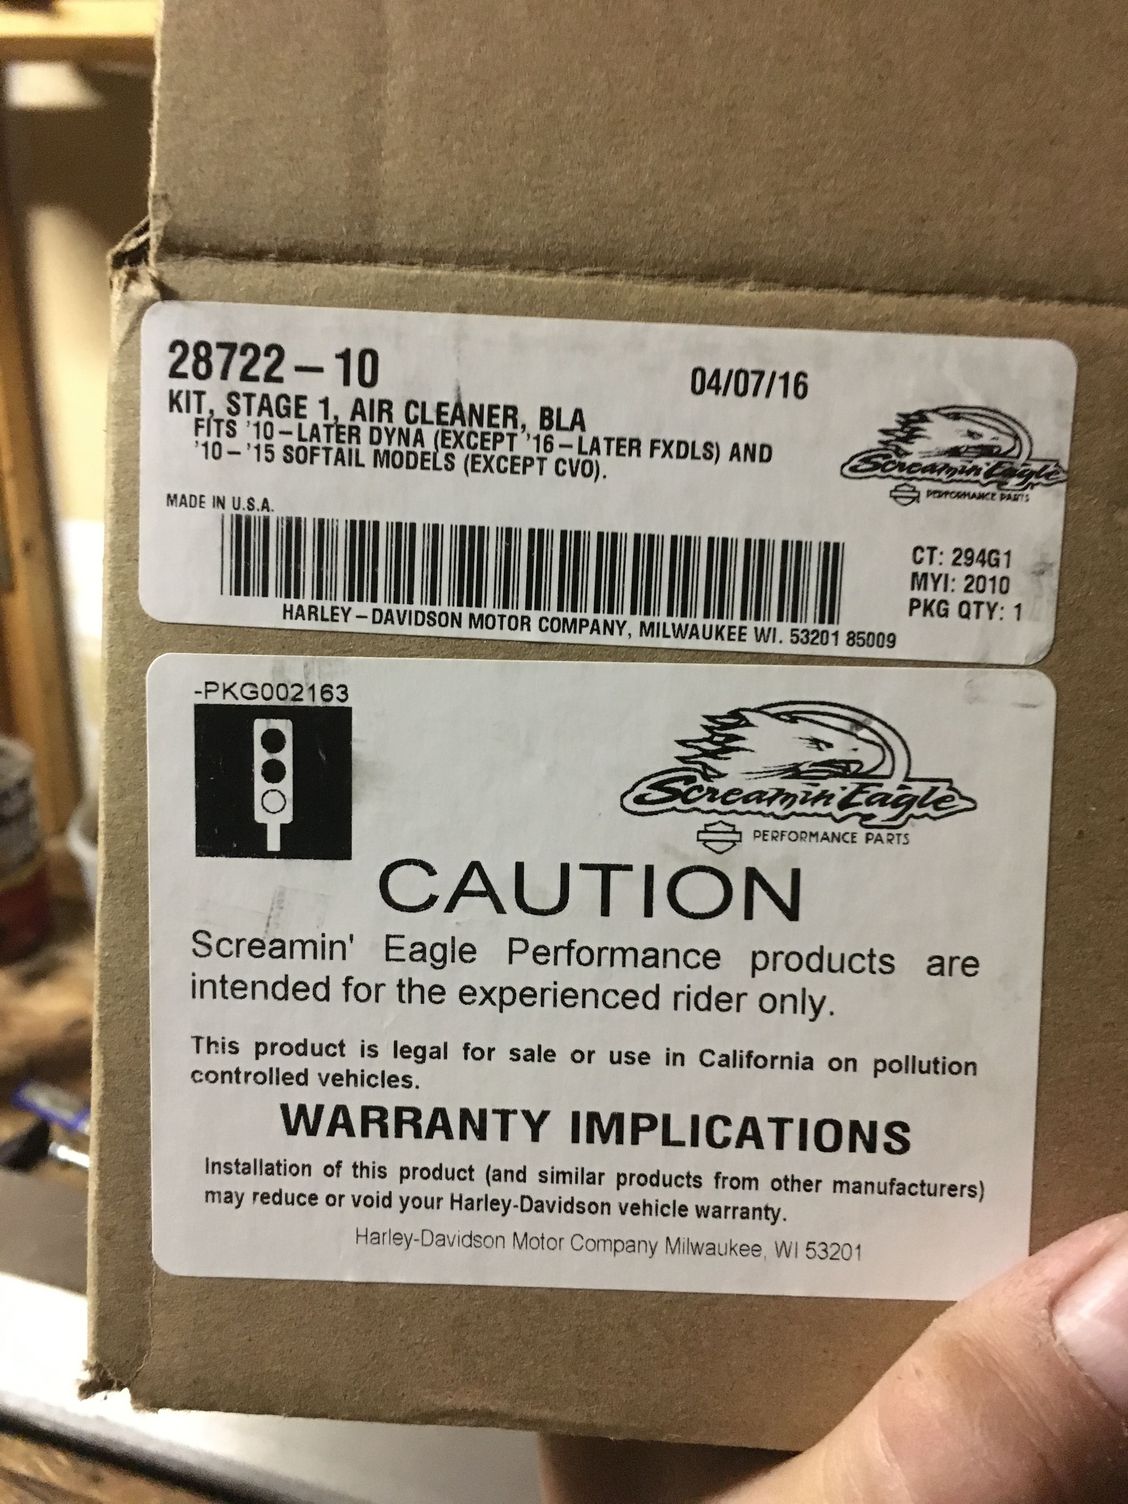 28722-10
04/07/16
KIT, STAGE 1, AIR CLEANER, BLA
FITS '10-LATER DYNA (EXCEPT '16-LATER FXDLS) AND
'10-'15 SOFTAIL MODELS (EXCEPT CVO).
Screamin' Eagle
PERFORMANCE PARTS
MADE IN U.S.A.
CT: 294G1
MYI: 2010
PKG QTY: 1
HARLEY-DAVIDSON MOTOR COMPANY, MILWAUKEE WI. 53201 85009
-PKG002163
Screamin' Eagle
PERFORMANCE PARTS
CAUTION
Screamin' Eagle Performance products are
intended for the experienced rider only.
This product is legal for sale or use in California on pollution
controlled vehicles.
WARRANTY IMPLICATIONS
Installation of this product (and similar products from other manufacturers)
may reduce or void your Harley-Davidson vehicle warranty.
Harley-Davidson Motor Company Milwaukee, WI 53201